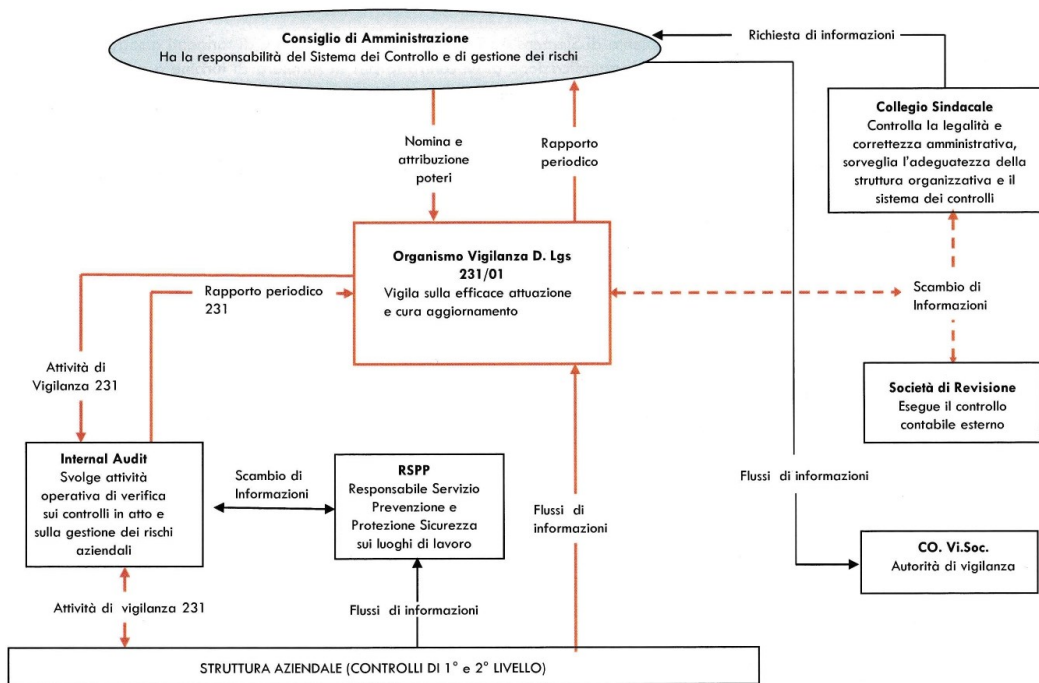 Consiglio di Amministrazione
Ha la responsabilità del Sistema dei Controllo e di gestione dei rischi
Richiesta di informazioni
Collegio Sindacale
Controlla la legalità e
correttezza amministrativa,
sorveglia l'adeguatezza della
struttura organizzativa e il
sistema dei controlli
Nomina e
attribuzione
poteri
Rapporto
periodico
Organismo Vigilanza D. Lgs
231/01
Vigila sulla efficace attuazione
e cura aggiornamento
Rapporto periodico
231
Scambio di
Informazioni
Attività di
Vigilanza 231
Società di Revisione
Esegue il controllo
contabile esterno
Internal Audit
Svolge attività
operativa di verifica
sui controlli in atto e
sulla gestione dei rischi
aziendali
Scambio di
Informazioni
RSPP
Responsabile Servizio
Prevenzione e
Protezione Sicurezza
sui luoghi di lavoro
Flussi di
informazioni
Flussi di informazioni
CO. Vi.Soc.
Autorità di vigilanza
Attività di vigilanza 231
Flussi di informazioni
STRUTTURA AZIENDALE (CONTROLLI DI 1° e 2° LIVELLO)